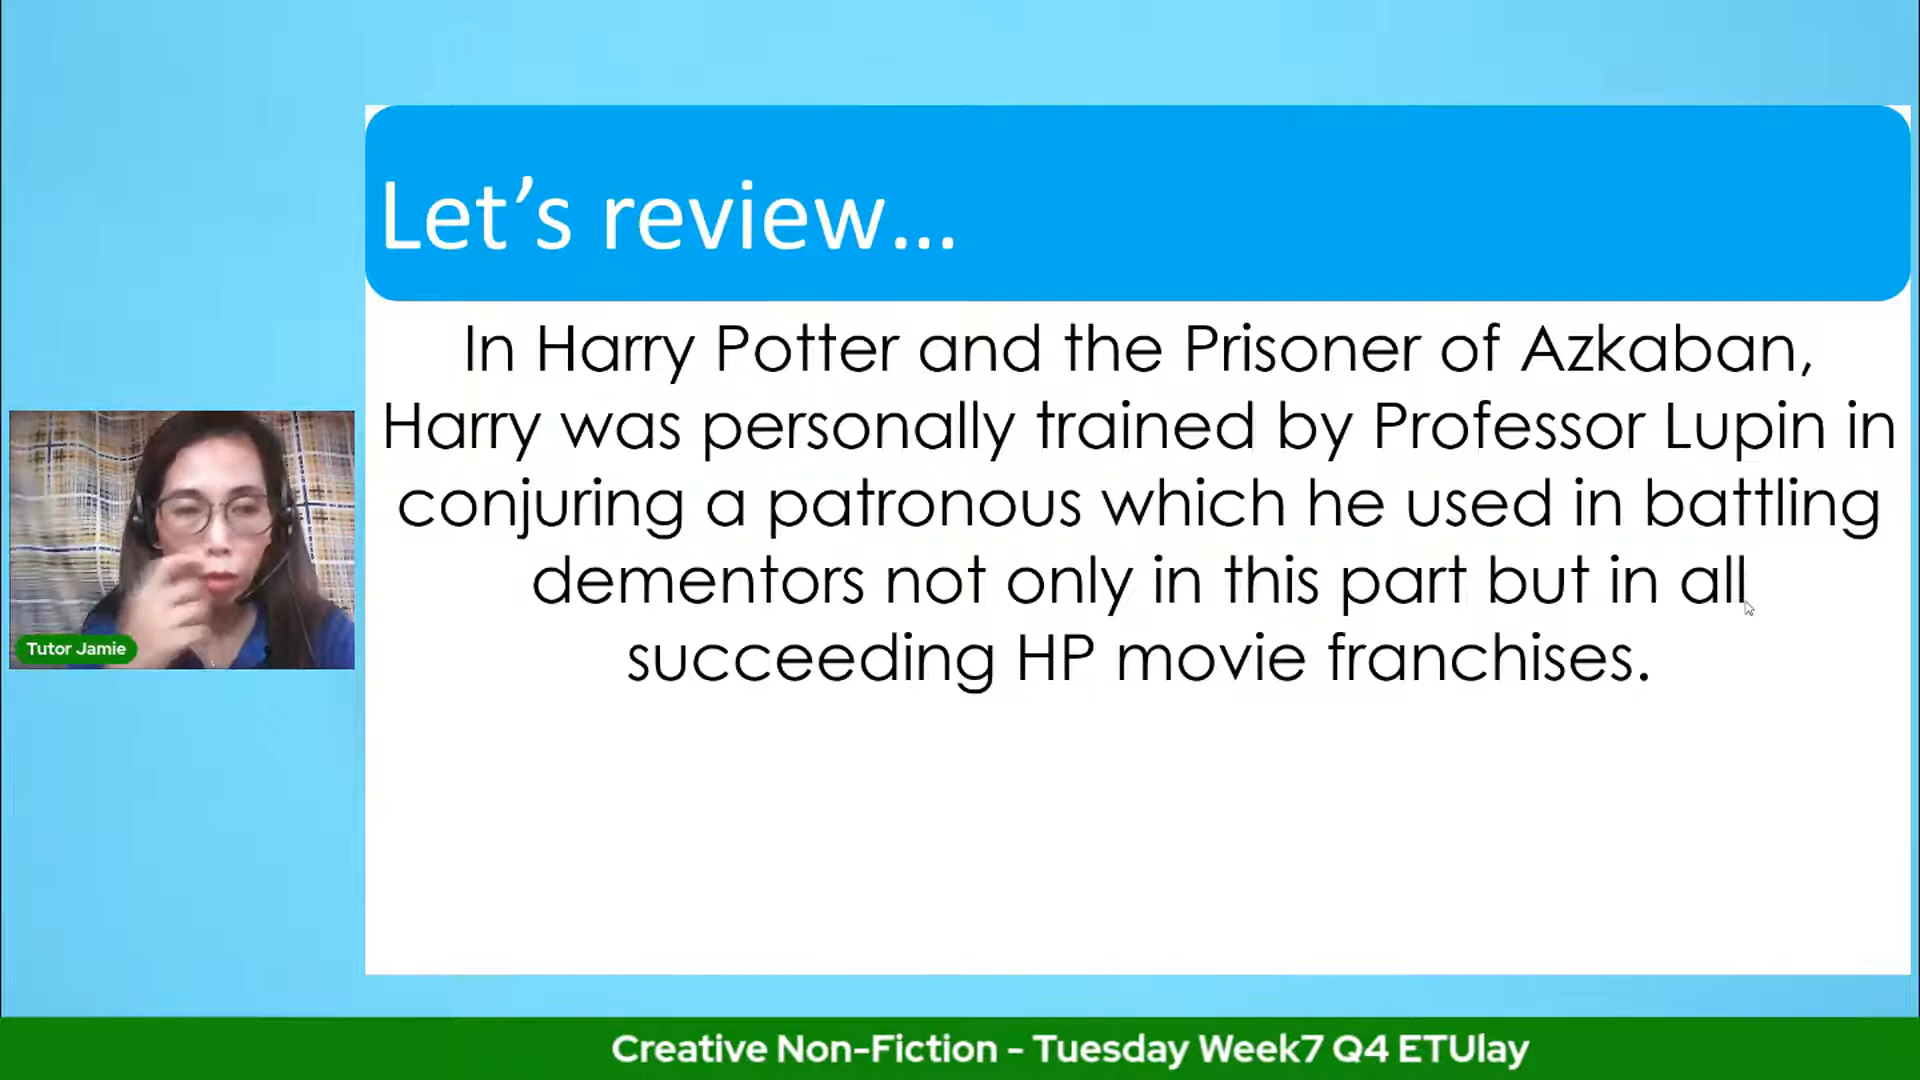 Let’s review...
In Harry Potter and the Prisoner of Azkaban,
Harry was personally trained by Professor Lupin in
conjuring a patronous which he used in battling
dementors not only in this part but in all
succeeding HP movie franchises.
Tutor Jamie
Creative Non-Fiction - Tuesday Week7 Q4 ETUlay